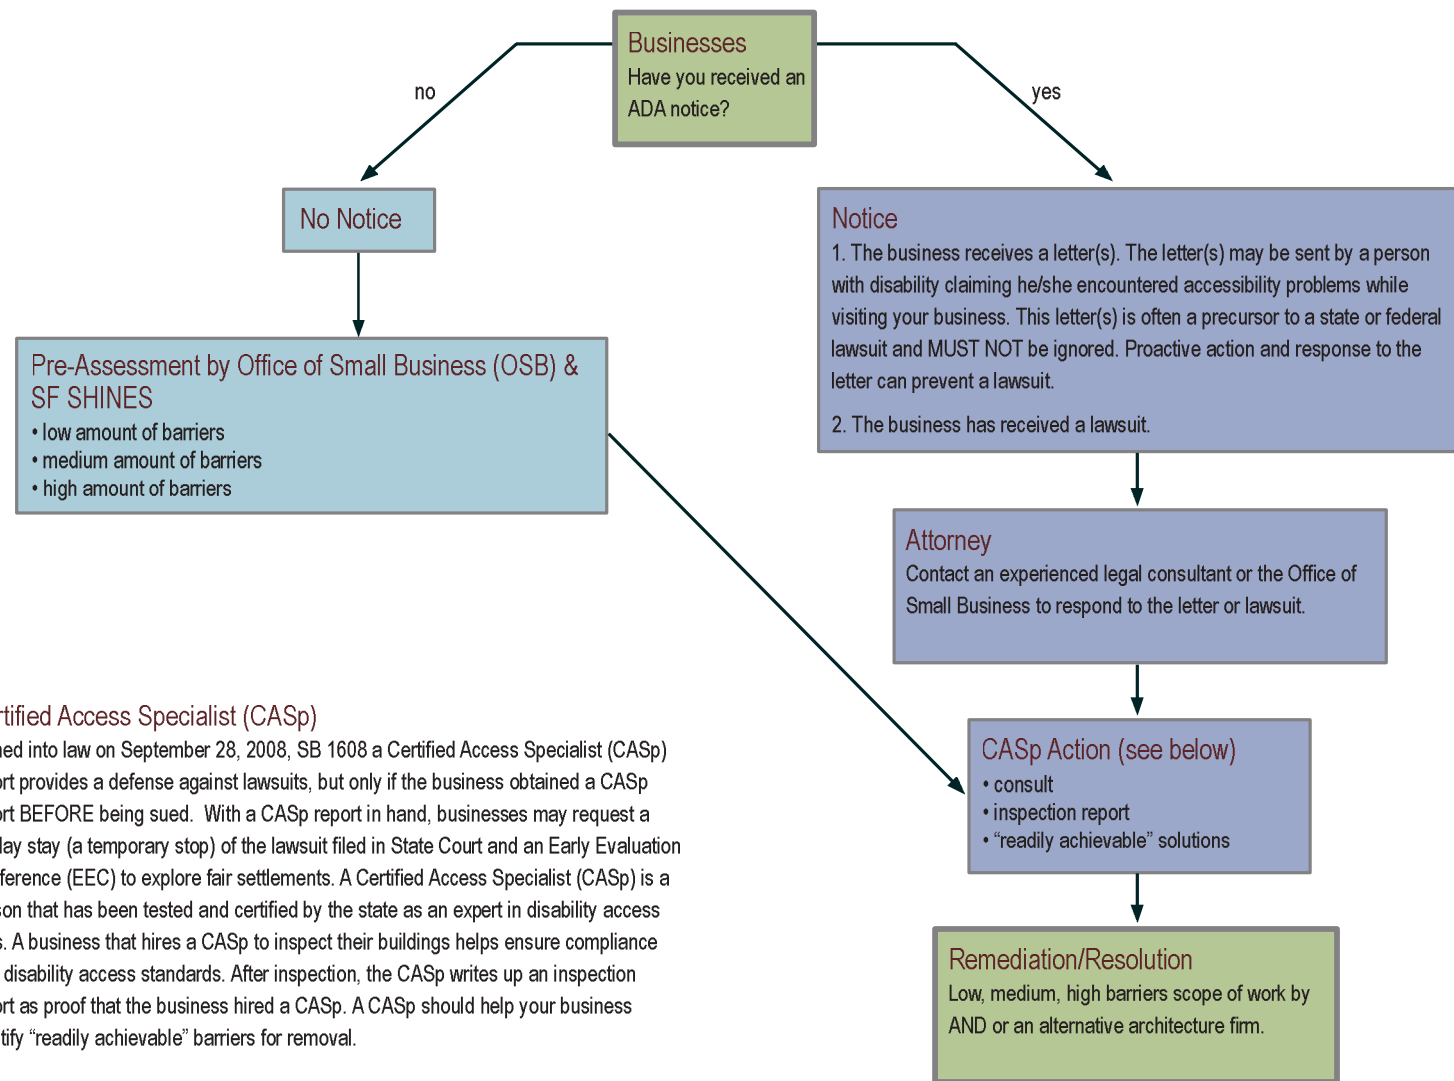 Businesses
Have you received an
ADA notice?
no
yes
No Notice
Notice
1. The business receives a letter(s). The letter(s) may be sent by a person
with disability claiming he/she encountered accessibility problems while
visiting your business. This letter(s) is often a precursor to a state or federal
lawsuit and MUST NOT be ignored. Proactive action and response to the
letter can prevent a lawsuit.
2. The business has received a lawsuit.
Pre-Assessment by Office of Small Business (OSB) &
SF SHINES
• low amount of barriers
• medium amount of barriers
• high amount of barriers
Attorney
Contact an experienced legal consultant or the Office of
Small Business to respond to the letter or lawsuit.
CASp Action (see below)
• consult
• inspection report
• “readily achievable” solutions
Remediation/Resolution
Low, medium, high barriers scope of work by
AND or an alternative architecture firm.
rtified Access Specialist (CASp)
ned into law on September 28, 2008, SB 1608 a Certified Access Specialist (CASp)
ort provides a defense against lawsuits, but only if the business obtained a CASp
ort BEFORE being sued. With a CASp report in hand, businesses may request a
lay stay (a temporary stop) of the lawsuit filed in State Court and an Early Evaluation
ference (EEC) to explore fair settlements. A Certified Access Specialist (CASp) is a
son that has been tested and certified by the state as an expert in disability access
s. A business that hires a CASp to inspect their buildings helps ensure compliance
disability access standards. After inspection, the CASp writes up an inspection
ort as proof that the business hired a CASp. A CASp should help your business
tify “readily achievable” barriers for removal.